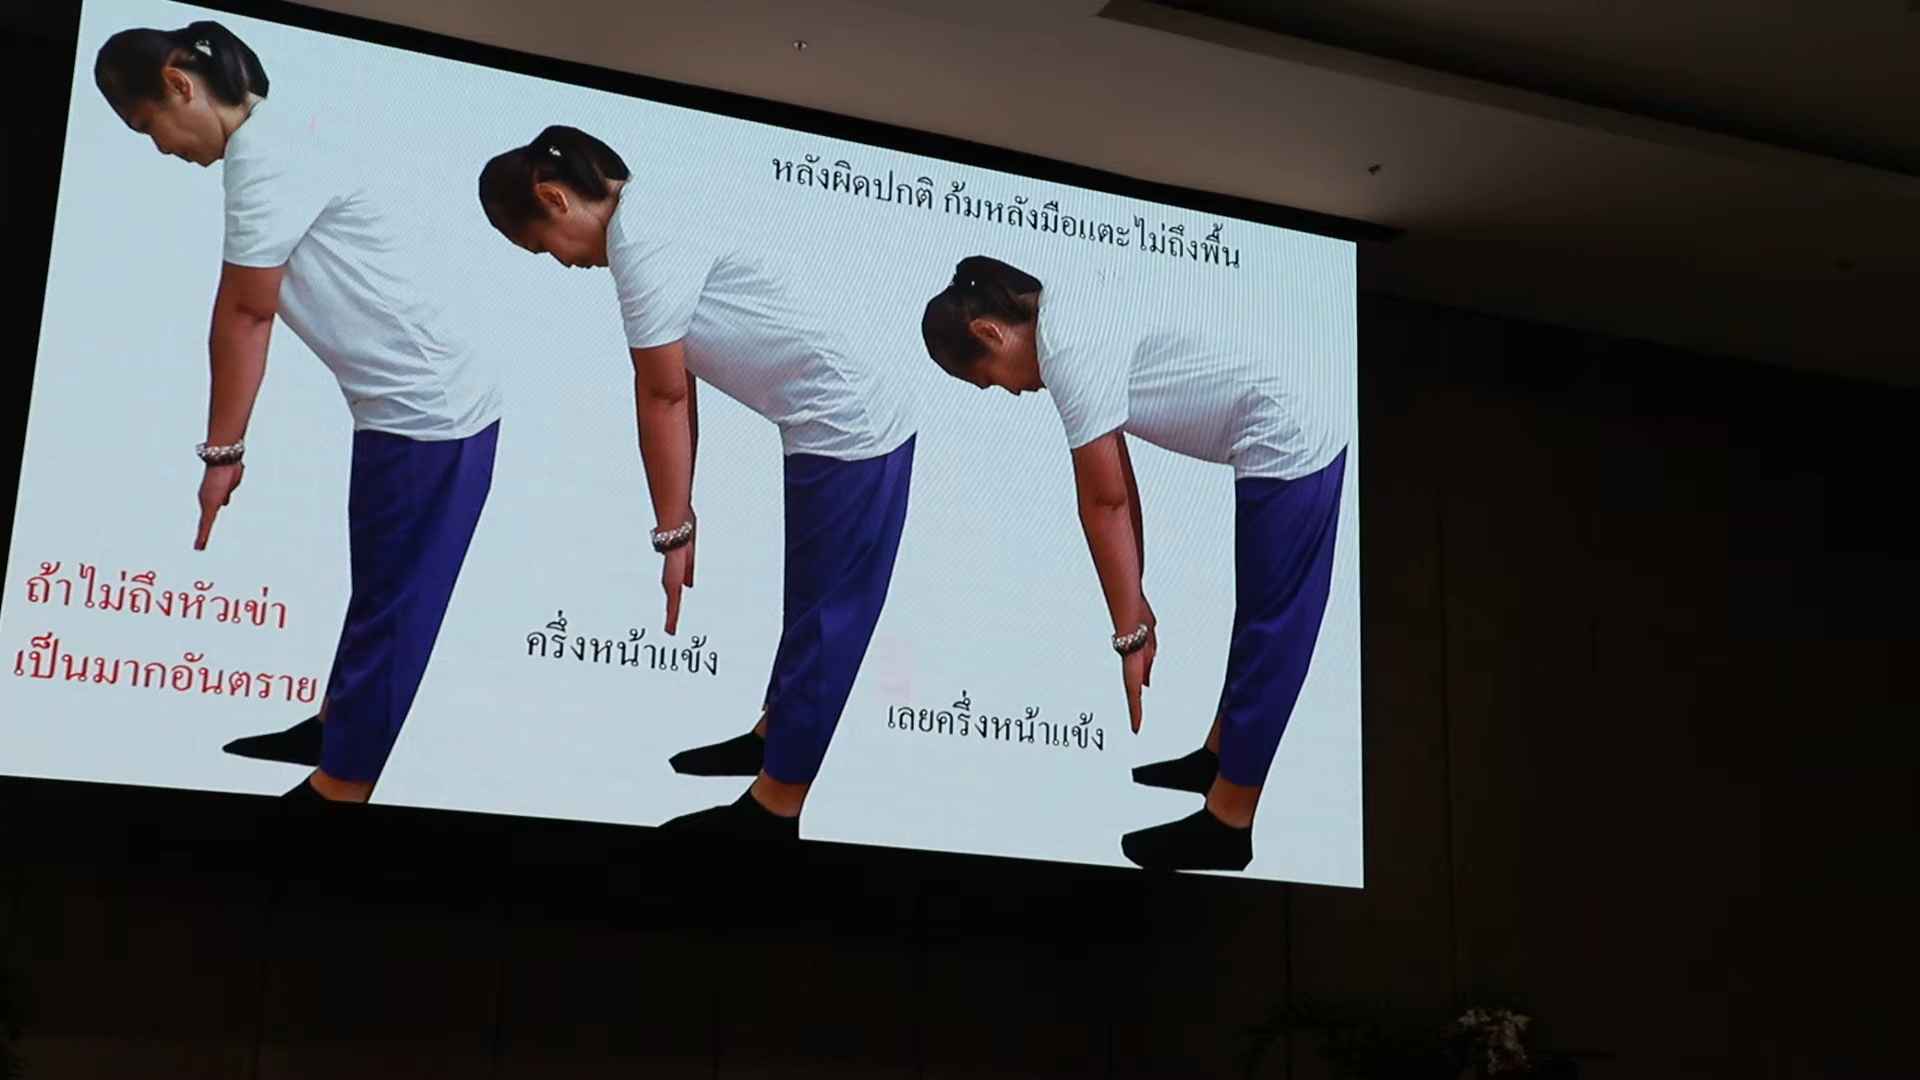 หลังผิดปกติ ก้มหลังมือแตะไม่ถึงพื้น
ถ้าไม่ถึงหัวเข่า
เป็นมากอันตราย
ครึ่งหน้าแข้ง
เลยครึ่งหน้าแข้ง